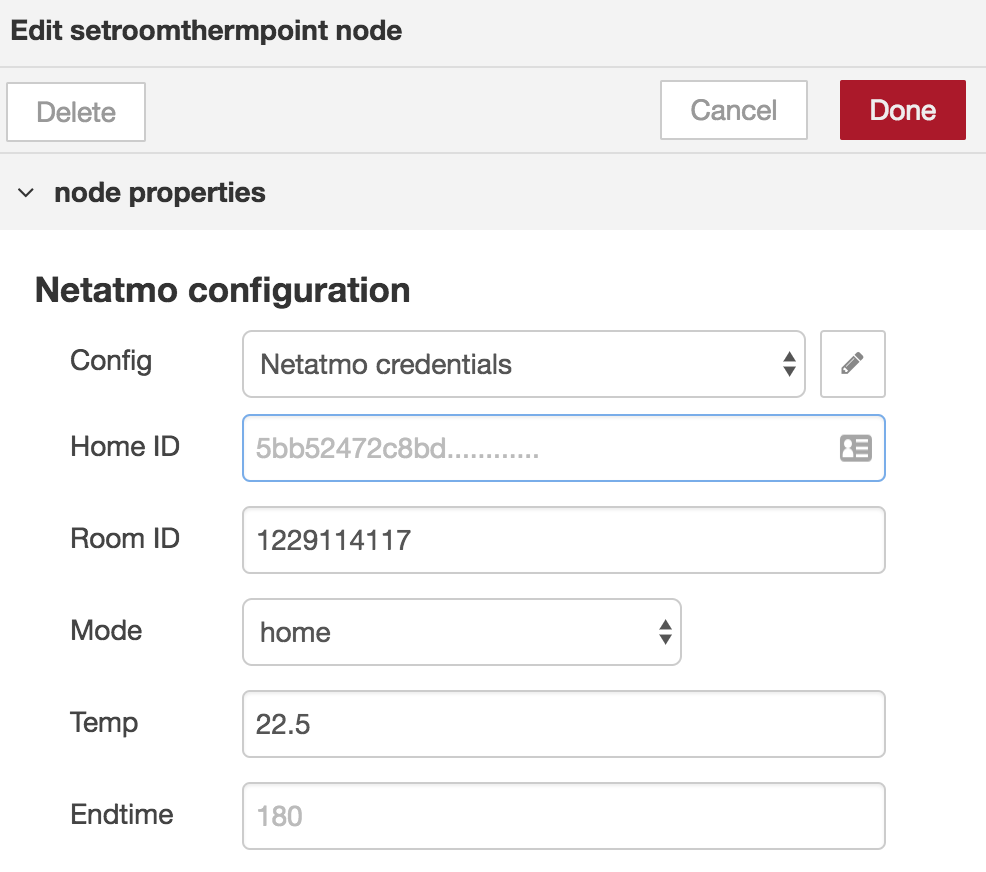 Edit setroomthermpoint node
Delete
Cancel
Done
node properties
Netatmo configuration
Config
Netatmo credentials
Home ID
5bb52472c8bd............
Room ID
1229114117
Mode
home
Temp
22.5
Endtime
180